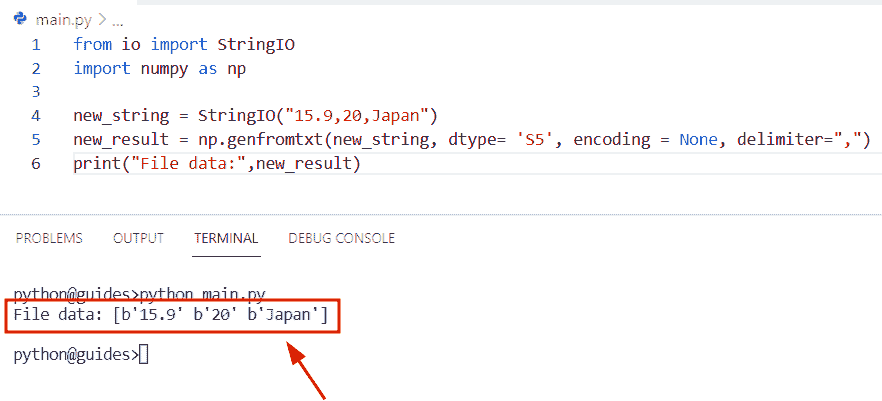 main.py > ...
1 from io import StringIO
2 import numpy as np
3
4 new_string = StringIO("15.9,20,Japan")
5 new_result = np.genfromtxt(new_string, dtype= 'S5', encoding = None, delimiter=",")
6 print("File data:",new_result)
PROBLEMS OUTPUT TERMINAL DEBUG CONSOLE
python@guides>python main.py
File data: [b'15.9' b'20' b'Japan']
python@guides>